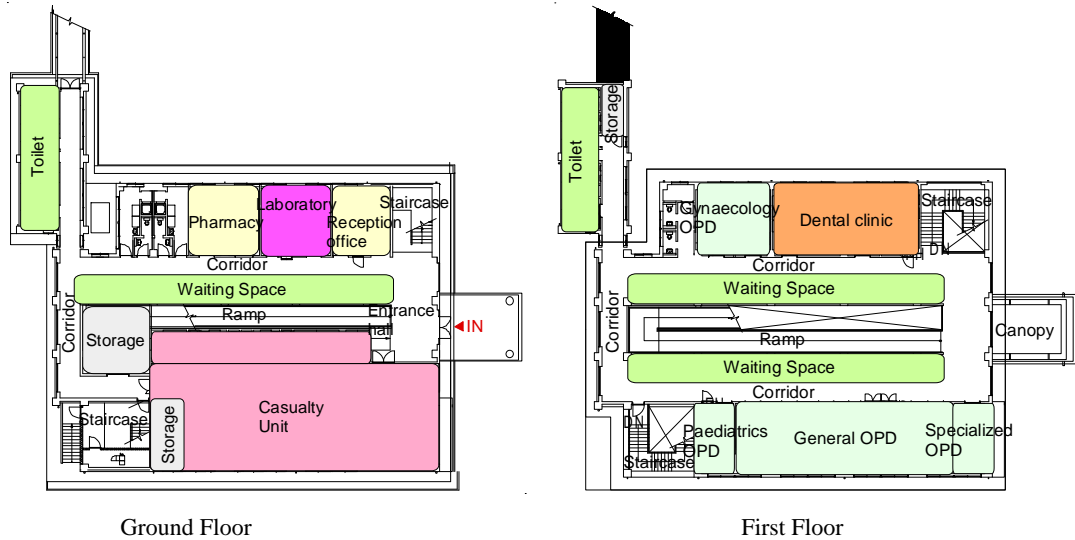 Toilet
Pharmacy
Laboratory
Reception
office
Staircase
Corridor
Waiting Space
Corridor
Ramp
Entrance
hall
IN
Storage
Casualty
Unit
Staircase
Storage
Ground Floor
Toilet
Storage
Gynaecology
OPD
Dental clinic
Staircase
DN
Corridor
Waiting Space
Corridor
Ramp
Canopy
Waiting Space
Corridor
DN
Staircase
Paediatrics
OPD
General OPD
Specialized
OPD
First Floor